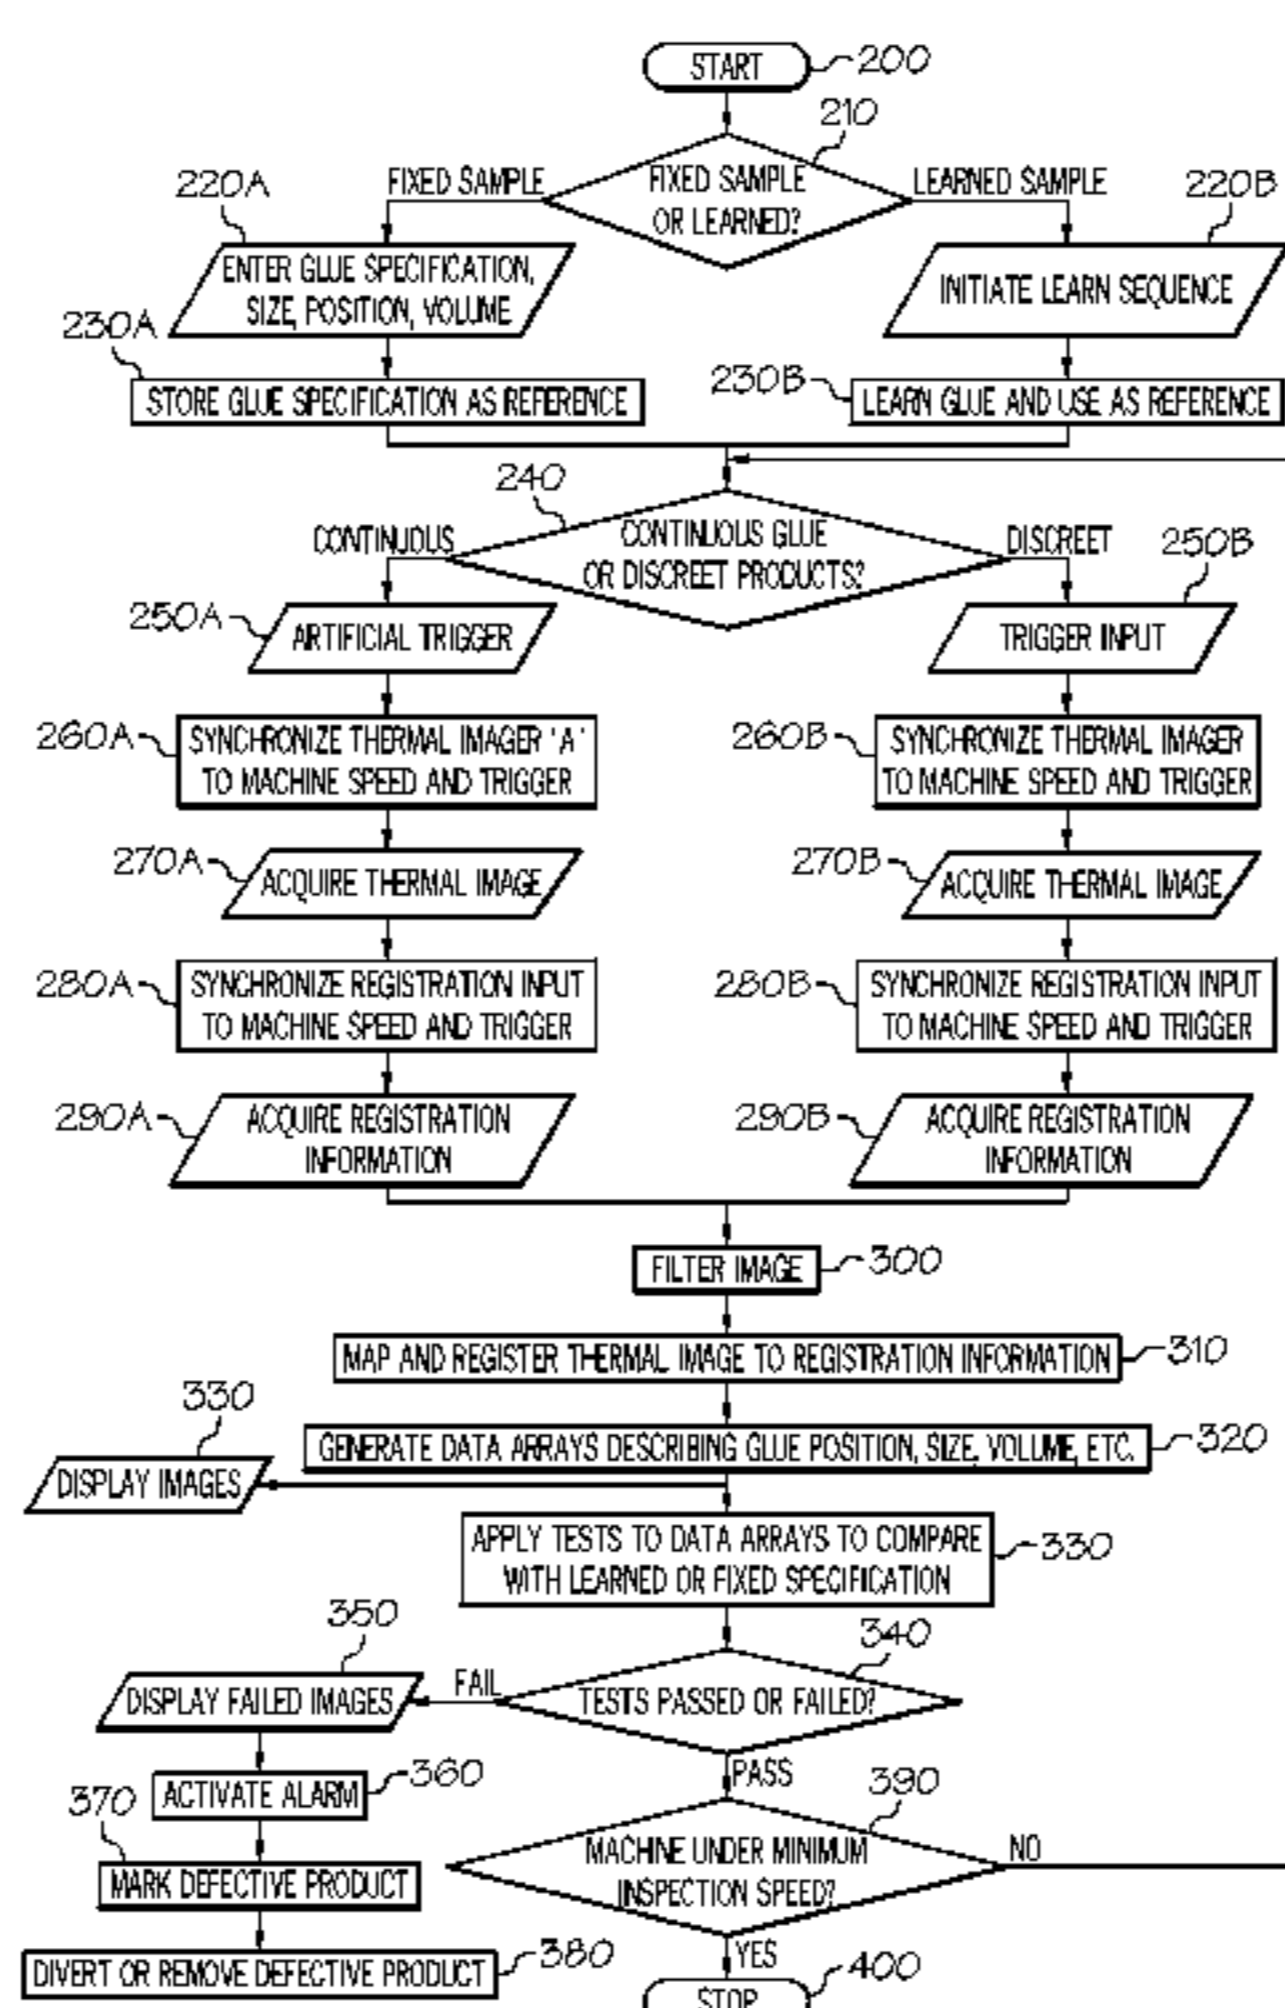 START
200
210
FIXED SAMPLE
FIXED SAMPLE
OR LEARNED?
LEARNED SAMPLE
220A
220B
ENTER GLUE SPECIFICATION,
SIZE, POSITION, VOLUME
INITIATE LEARN SEQUENCE
230A
STORE GLUE SPECIFICATION AS REFERENCE
230B
LEARN GLUE AND USE AS REFERENCE
240
CONTINUOUS
CONTINUOUS GLUE
OR DISCREET PRODUCTS?
DISCREET
250B
250A
ARTIFICIAL TRIGGER
TRIGGER INPUT
260A
SYNCHRONIZE THERMAL IMAGER 'A'
TO MACHINE SPEED AND TRIGGER
260B
SYNCHRONIZE THERMAL IMAGER
TO MACHINE SPEED AND TRIGGER
270A
ACQUIRE THERMAL IMAGE
270B
ACQUIRE THERMAL IMAGE
280A
SYNCHRONIZE REGISTRATION INPUT
TO MACHINE SPEED AND TRIGGER
280B
SYNCHRONIZE REGISTRATION INPUT
TO MACHINE SPEED AND TRIGGER
290A
ACQUIRE REGISTRATION
INFORMATION
290B
ACQUIRE REGISTRATION
INFORMATION
FILTER IMAGE
300
MAP AND REGISTER THERMAL IMAGE TO REGISTRATION INFORMATION
310
330
GENERATE DATA ARRAYS DESCRIBING GLUE POSITION, SIZE, VOLUME, ETC.
320
DISPLAY IMAGES
APPLY TESTS TO DATA ARRAYS TO COMPARE
WITH LEARNED OR FIXED SPECIFICATION
330
350
340
DISPLAY FAILED IMAGES
FAIL
TESTS PASSED OR FAILED?
PASS
ACTIVATE ALARM
360
370
390
MARK DEFECTIVE PRODUCT
MACHINE UNDER MINIMUM
INSPECTION SPEED?
NO
DIVERT OR REMOVE DEFECTIVE PRODUCT
380
YES
STOP
400